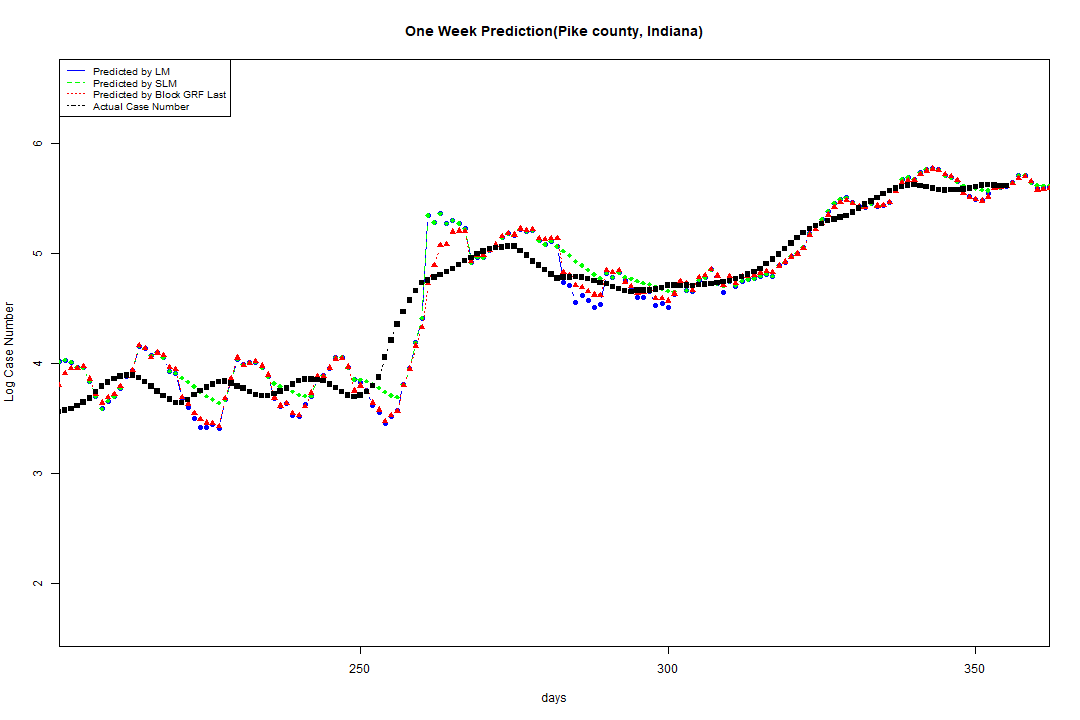 One Week Prediction(Pike county, Indiana)
Predicted by LM
Predicted by SLM
Predicted by Block GRF Last
Actual Case Number
6
5
4
3
2
Log Case Number
250
300
350
days